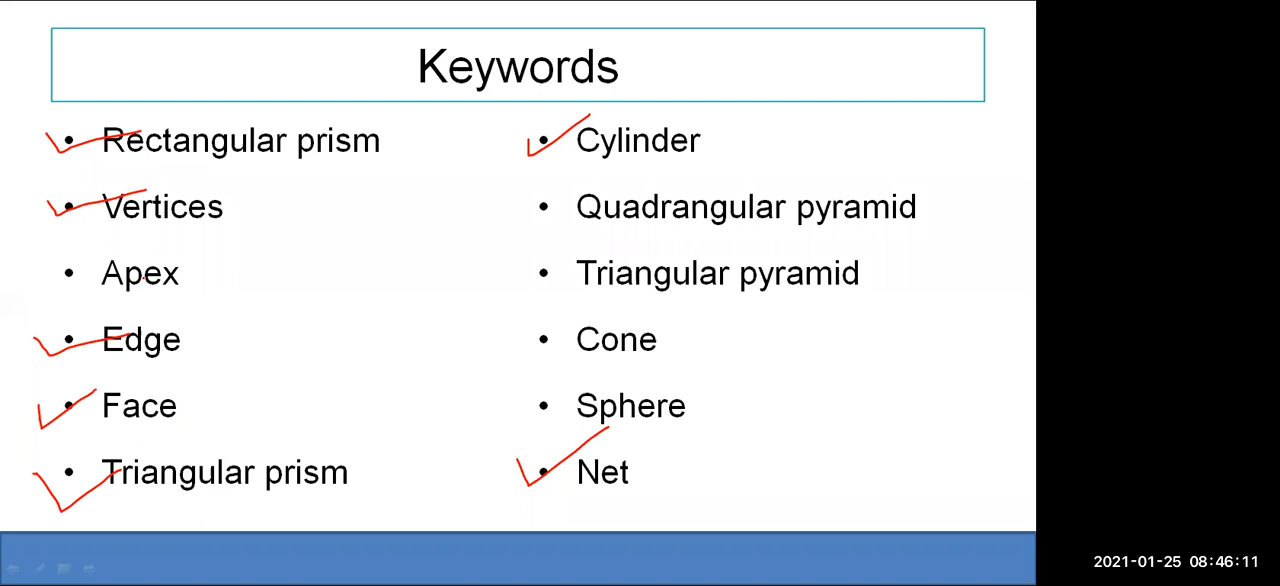 Keywords
• Rectangular prism
• Vertices
• Apex
• Edge
• Face
• Triangular prism
• Cylinder
• Quadrangular pyramid
• Triangular pyramid
• Cone
• Sphere
• Net
2021-01-25 08:46:11